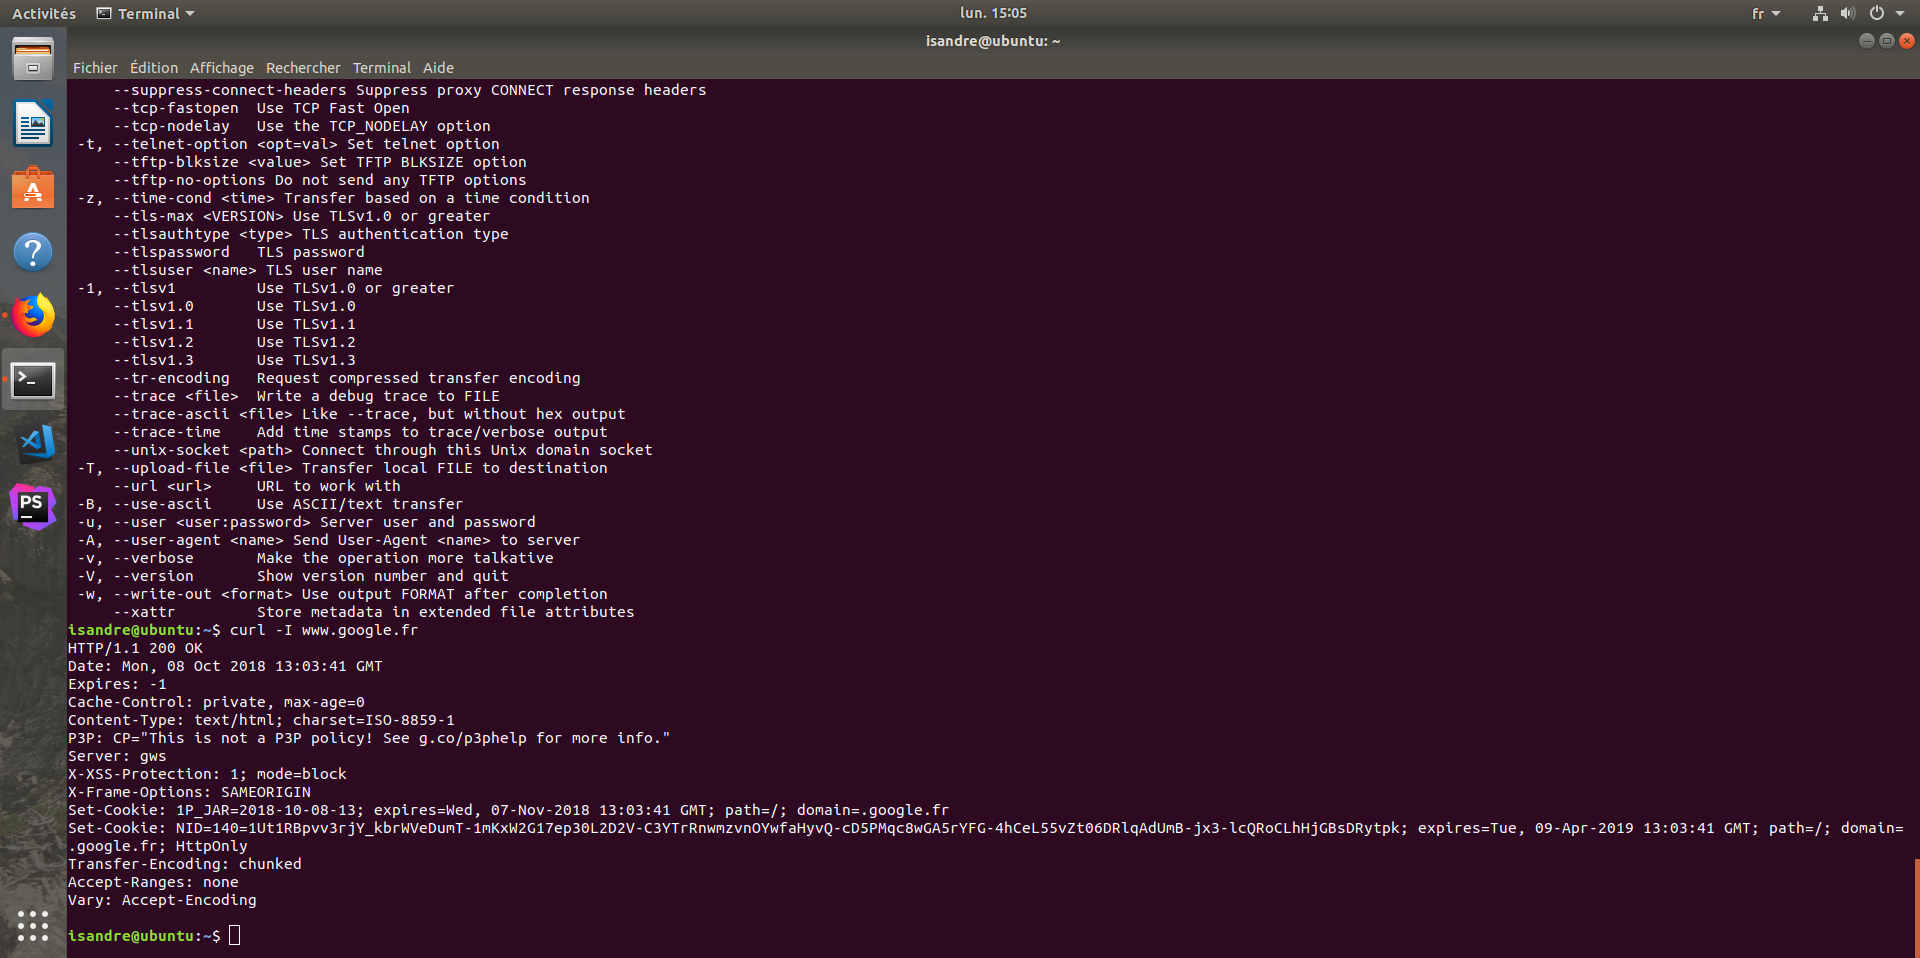 Activités Terminal lun. 15:05 fr
isandre@ubuntu: ~
Fichier Édition Affichage Rechercher Terminal Aide
--suppress-connect-headers Suppress proxy CONNECT response headers
--tcp-fastopen  Use TCP Fast Open
--tcp-nodelay   Use the TCP_NODELAY option
-t, --telnet-option <opt=val> Set telnet option
--tftp-blksize <value> Set TFTP BLKSIZE option
--tftp-no-options Do not send any TFTP options
-z, --time-cond <time> Transfer based on a time condition
--tls-max <VERSION> Use TLSv1.0 or greater
--tlsauthtype <type> TLS authentication type
--tlspassword   TLS password
--tlsuser <name> TLS user name
-1, --tlsv1         Use TLSv1.0 or greater
--tlsv1.0       Use TLSv1.0
--tlsv1.1       Use TLSv1.1
--tlsv1.2       Use TLSv1.2
--tlsv1.3       Use TLSv1.3
--tr-encoding   Request compressed transfer encoding
--trace <file>  Write a debug trace to FILE
--trace-ascii <file> Like --trace, but without hex output
--trace-time    Add time stamps to trace/verbose output
--unix-socket <path> Connect through this Unix domain socket
-T, --upload-file <file> Transfer local FILE to destination
--url <url>     URL to work with
-B, --use-ascii     Use ASCII/text transfer
-u, --user <user:password> Server user and password
-A, --user-agent <name> Send User-Agent <name> to server
-v, --verbose       Make the operation more talkative
-V, --version       Show version number and quit
-w, --write-out <format> Use output FORMAT after completion
--xattr         Store metadata in extended file attributes
isandre@ubuntu:~$ curl -I www.google.fr
HTTP/1.1 200 OK
Date: Mon, 08 Oct 2018 13:03:41 GMT
Expires: -1
Cache-Control: private, max-age=0
Content-Type: text/html; charset=ISO-8859-1
P3P: CP="This is not a P3P policy! See g.co/p3phelp for more info."
Server: gws
X-XSS-Protection: 1; mode=block
X-Frame-Options: SAMEORIGIN
Set-Cookie: 1P_JAR=2018-10-08-13; expires=Wed, 07-Nov-2018 13:03:41 GMT; path=/; domain=.google.fr
Set-Cookie: NID=140=1Ut1RBpvv3rjY_kbrWVeDumT-1mKxW2G17ep30L2D2V-C3YTrRnwmzvnOYwfaHyvQ-cD5PMqc8wGA5rYFG-4hCeL55vZt06DRlqAdUmB-jx3-lcQRoCLhHjGBsDRytpk; expires=Tue, 09-Apr-2019 13:03:41 GMT; path=/; domain=
.google.fr; HttpOnly
Transfer-Encoding: chunked
Accept-Ranges: none
Vary: Accept-Encoding
isandre@ubuntu:~$
PS